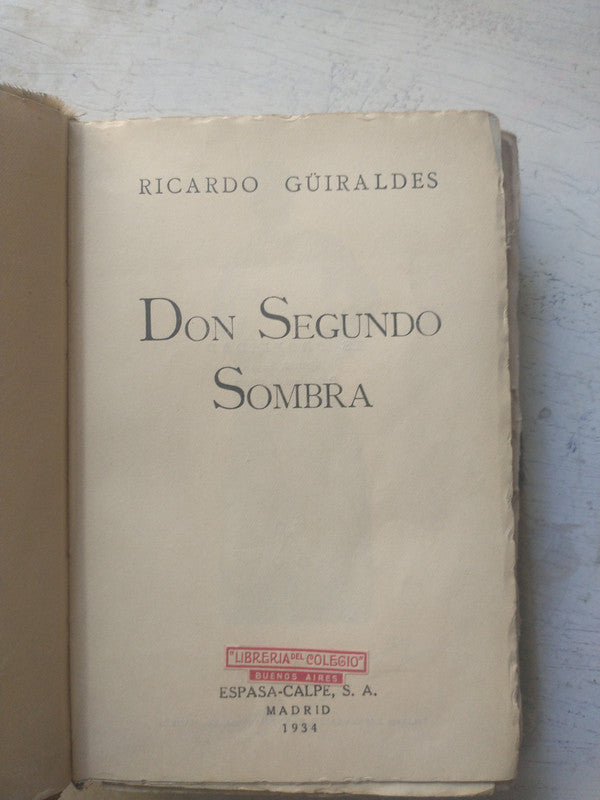 RICARDO GÜIRALDES
DON SEGUNDO
SOMBRA
"LIBRERIA DEL COLEGIO"
BUENOS AIRES
ESPASA-CALPE, S. A.
MADRID
1934